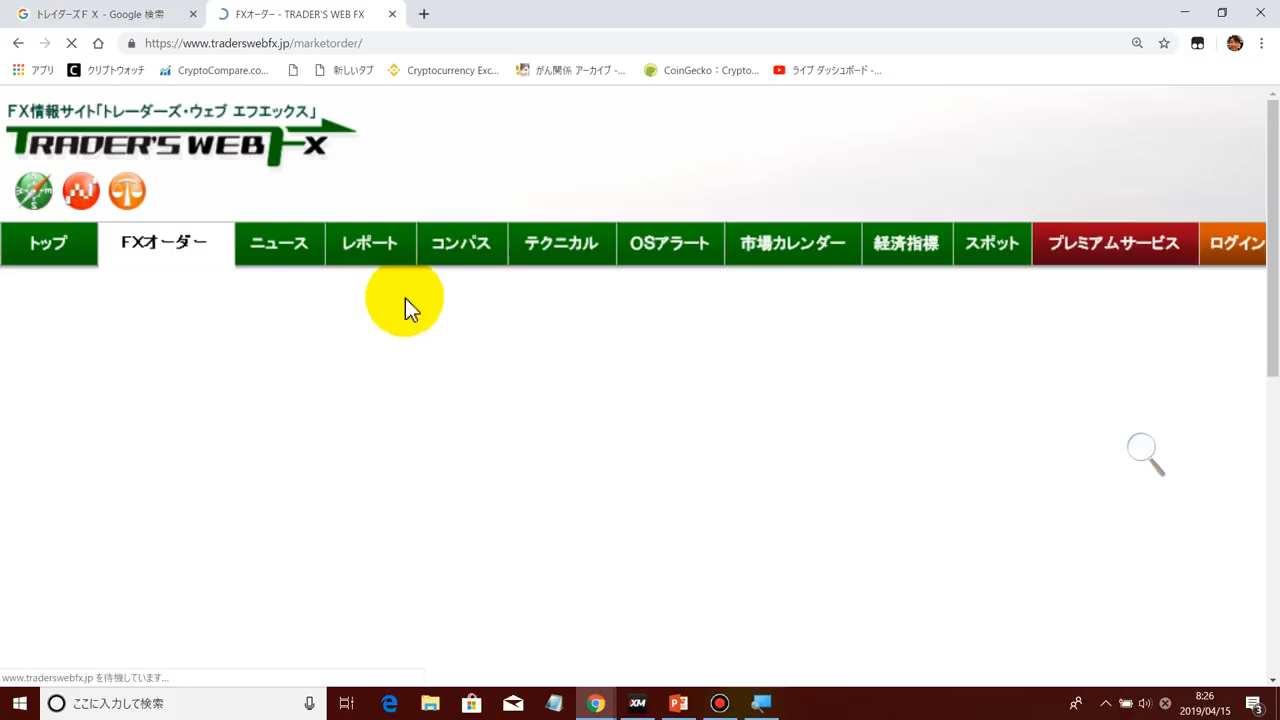 トレイダーズＦＸ - Google 検索
FXオーダー - TRADER'S WEB FX
https://www.traderswebfx.jp/marketorder/
アプリ
クリプトウォッチ
CryptoCompare.co...
新しいタブ
Cryptocurrency Exc...
がん関係 アーカイブ -...
CoinGecko：Crypto...
ライブ ダッシュボード -...
FX情報サイト「トレーダーズ・ウェブ エフエックス」
TRADER'S WEB FX
トップ
FXオーダー
ニュース
レポート
コンパス
テクニカル
OSアラート
市場カレンダー
経済指標
スポット
プレミアムサービス
ログイン
www.traderswebfx.jp を待機しています...
ここに入力して検索
XM
8:26
2019/04/15
3